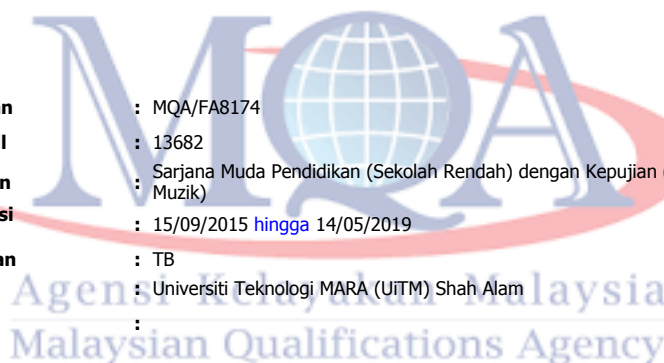 MQA
an : MQA/FA8174
l : 13682
n : Sarjana Muda Pendidikan (Sekolah Rendah) dengan Kepujian (
Muzik)
si : 15/09/2015 hingga 14/05/2019
an : TB
: Universiti Teknologi MARA (UiTM) Shah Alam
:
Agensi Kelayakan Malaysia
Malaysian Qualifications Agency